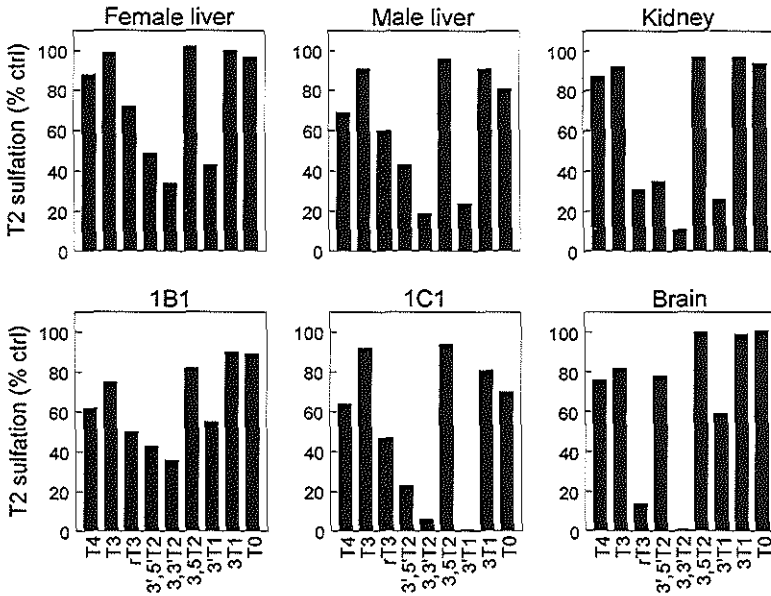 Female liver
Male liver
Kidney
T2 sulfation (% ctrl)
100
80
60
40
20
0
100
80
60
40
20
0
100
80
60
40
20
0
1B1
1C1
Brain
T2 sulfation (% ctrl)
100
80
60
40
20
0
100
80
60
40
20
0
100
80
60
40
20
0
T4
T3
rT3
3',5'T2
3,3'T2
3,5T2
3'T1
3T1
T0
T4
T3
rT3
3',5'T2
3,3'T2
3,5T2
3'T1
3T1
T0
T4
T3
rT3
3',5'T2
3,3'T2
3,5T2
3'T1
3T1
T0